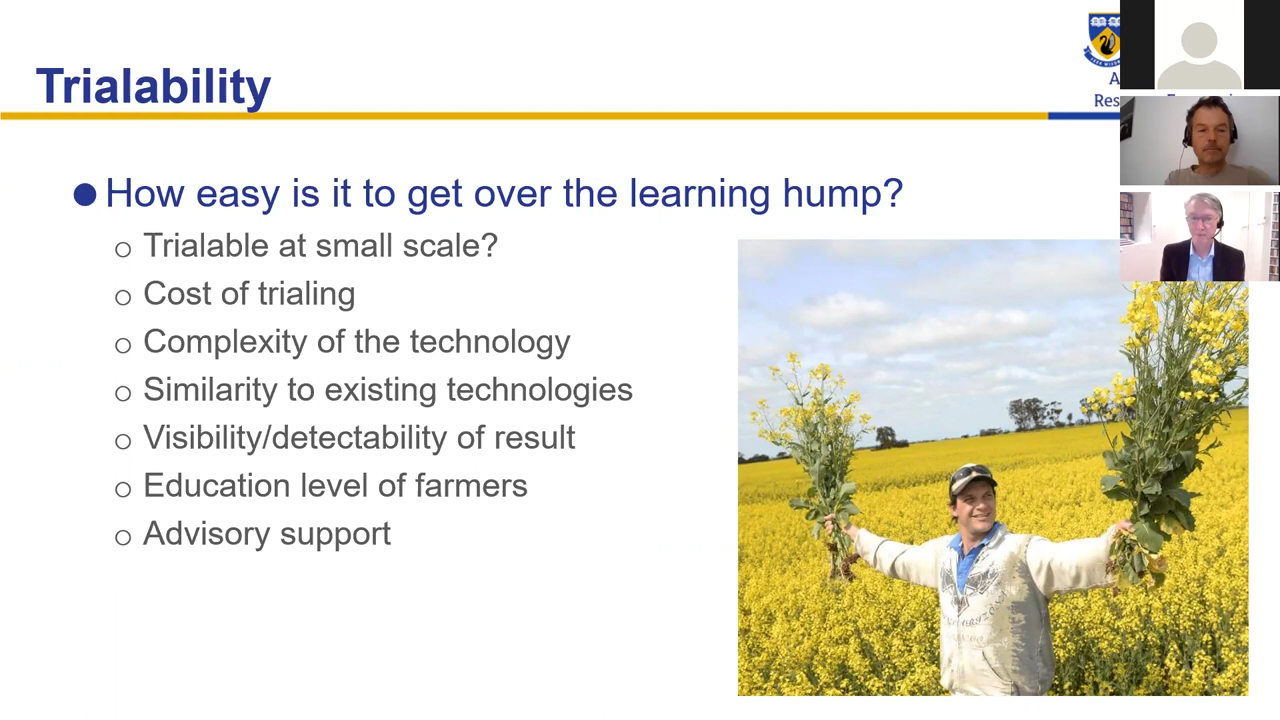 Trialability
How easy is it to get over the learning hump?
Trialable at small scale?
Cost of trialing
Complexity of the technology
Similarity to existing technologies
Visibility/detectability of result
Education level of farmers
Advisory support